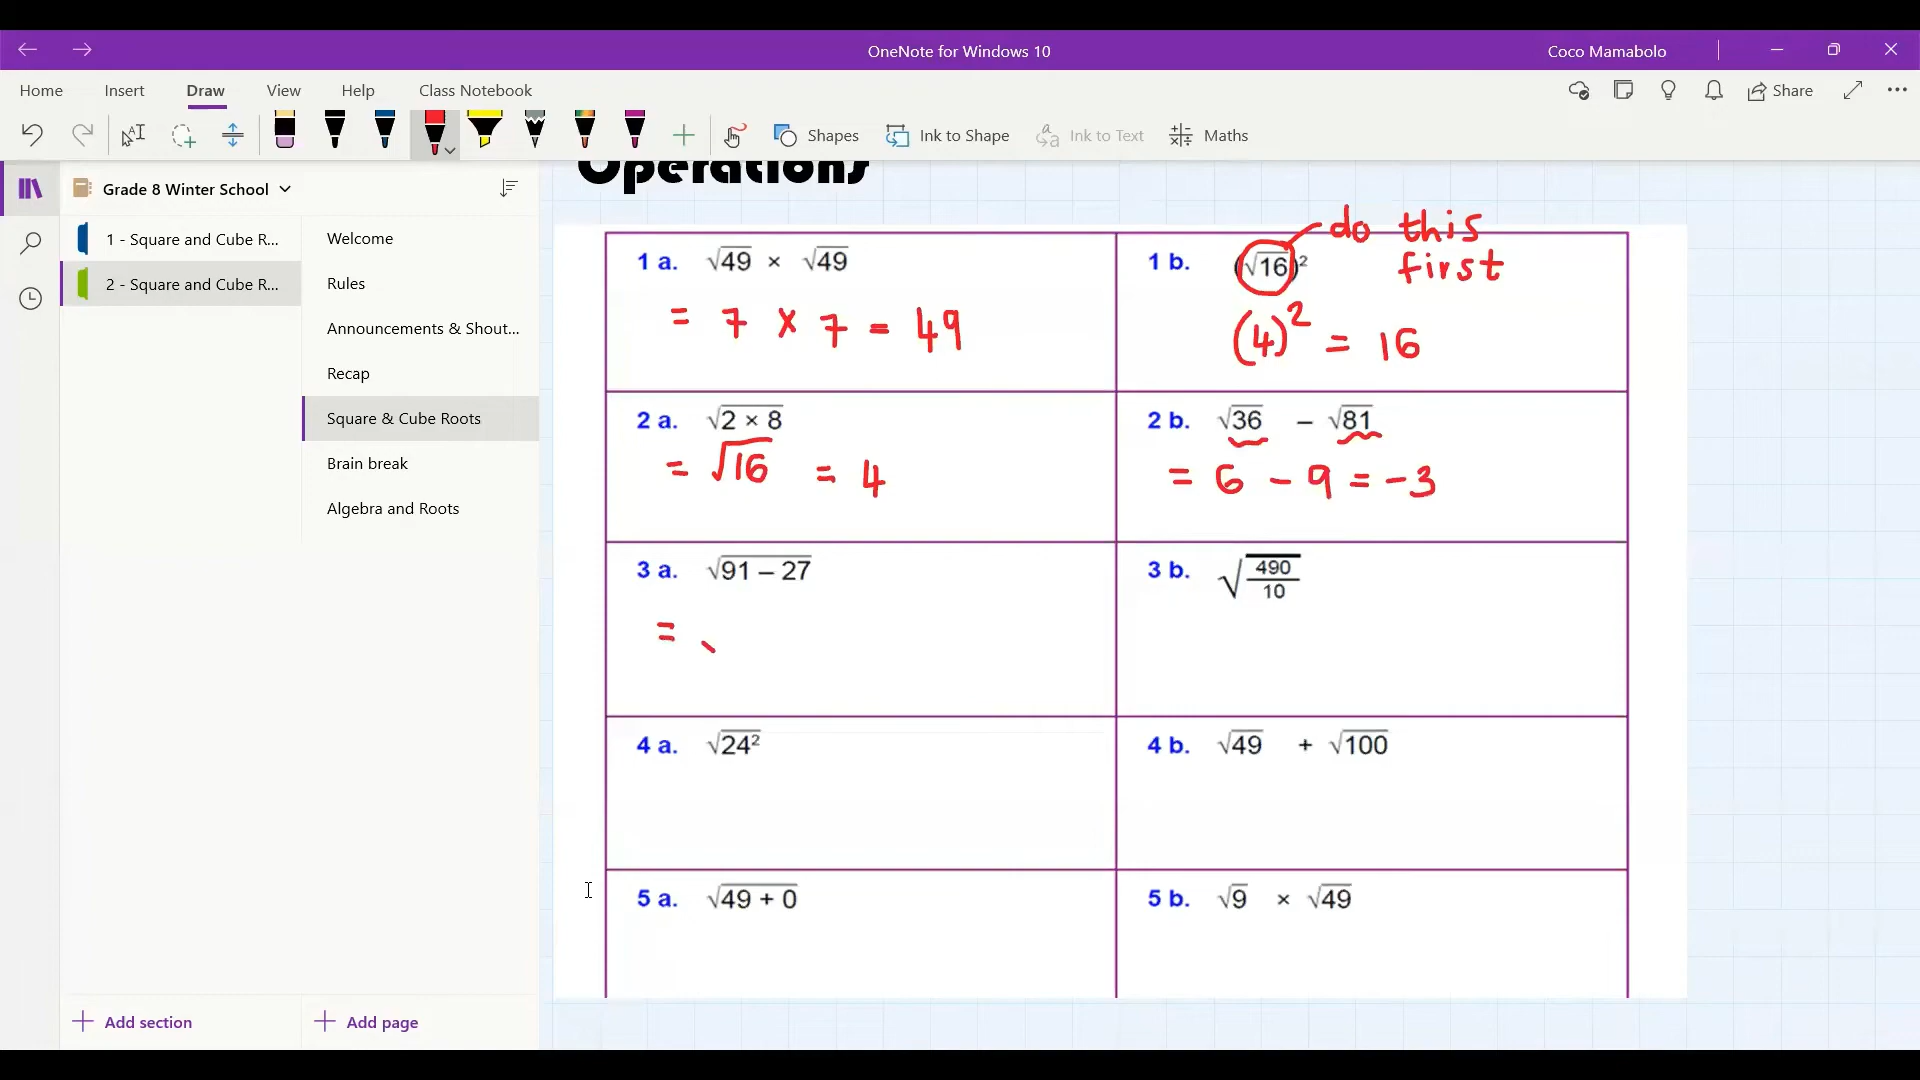 OneNote for Windows 10
Coco Mamabolo
Home Insert Draw View Help Class Notebook
Share
Shapes Ink to Shape Ink to Text Maths
Grade 8 Winter School
1 - Square and Cube R...
2 - Square and Cube R...
Welcome
Rules
Announcements & Shout...
Recap
Square & Cube Roots
Brain break
Algebra and Roots
Add section
Add page
Operations
1 a. √49 × √49
= 7 × 7 = 49
1 b. (√16)²
do this
first
(4)² = 16
2 a. √2 × 8
= √16 = 4
2 b. √36 – √81
= 6 - 9 = -3
3 a. √91 – 27
=
3 b. √490/10
4 a. √24²
4 b. √49 + √100
5 a. √49 + 0
5 b. √9 × √49